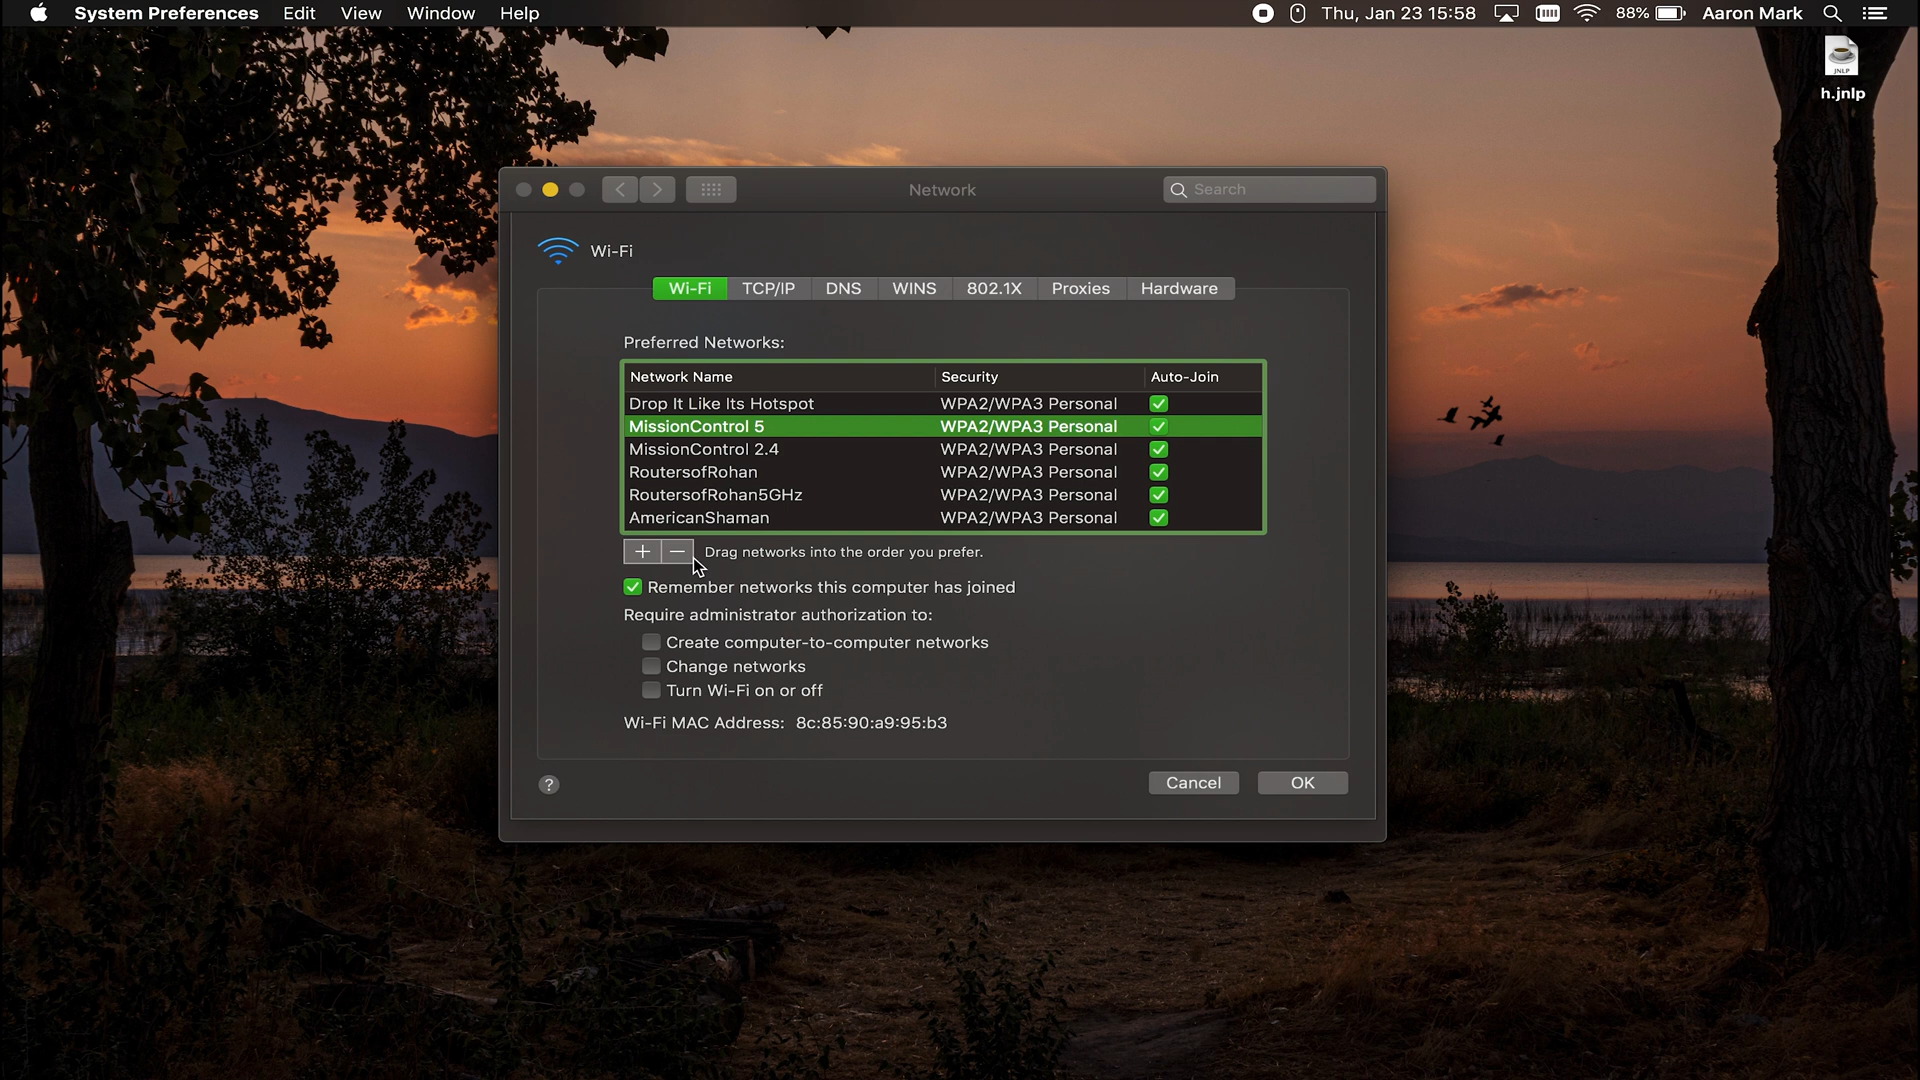 System Preferences Edit View Window Help Thu, Jan 23 15:58 88% Aaron Mark
JNLP
h.jnlp
Network
Search
Wi-Fi
Wi-Fi TCP/IP DNS WINS 802.1X Proxies Hardware
Preferred Networks:
Network Name Security Auto-Join
Drop It Like Its Hotspot WPA2/WPA3 Personal
MissionControl 5 WPA2/WPA3 Personal
MissionControl 2.4 WPA2/WPA3 Personal
RoutersofRohan WPA2/WPA3 Personal
RoutersofRohan5GHz WPA2/WPA3 Personal
AmericanShaman WPA2/WPA3 Personal
+ − Drag networks into the order you prefer.
Remember networks this computer has joined
Require administrator authorization to:
Create computer-to-computer networks
Change networks
Turn Wi-Fi on or off
Wi-Fi MAC Address: 8c:85:90:a9:95:b3
? Cancel OK